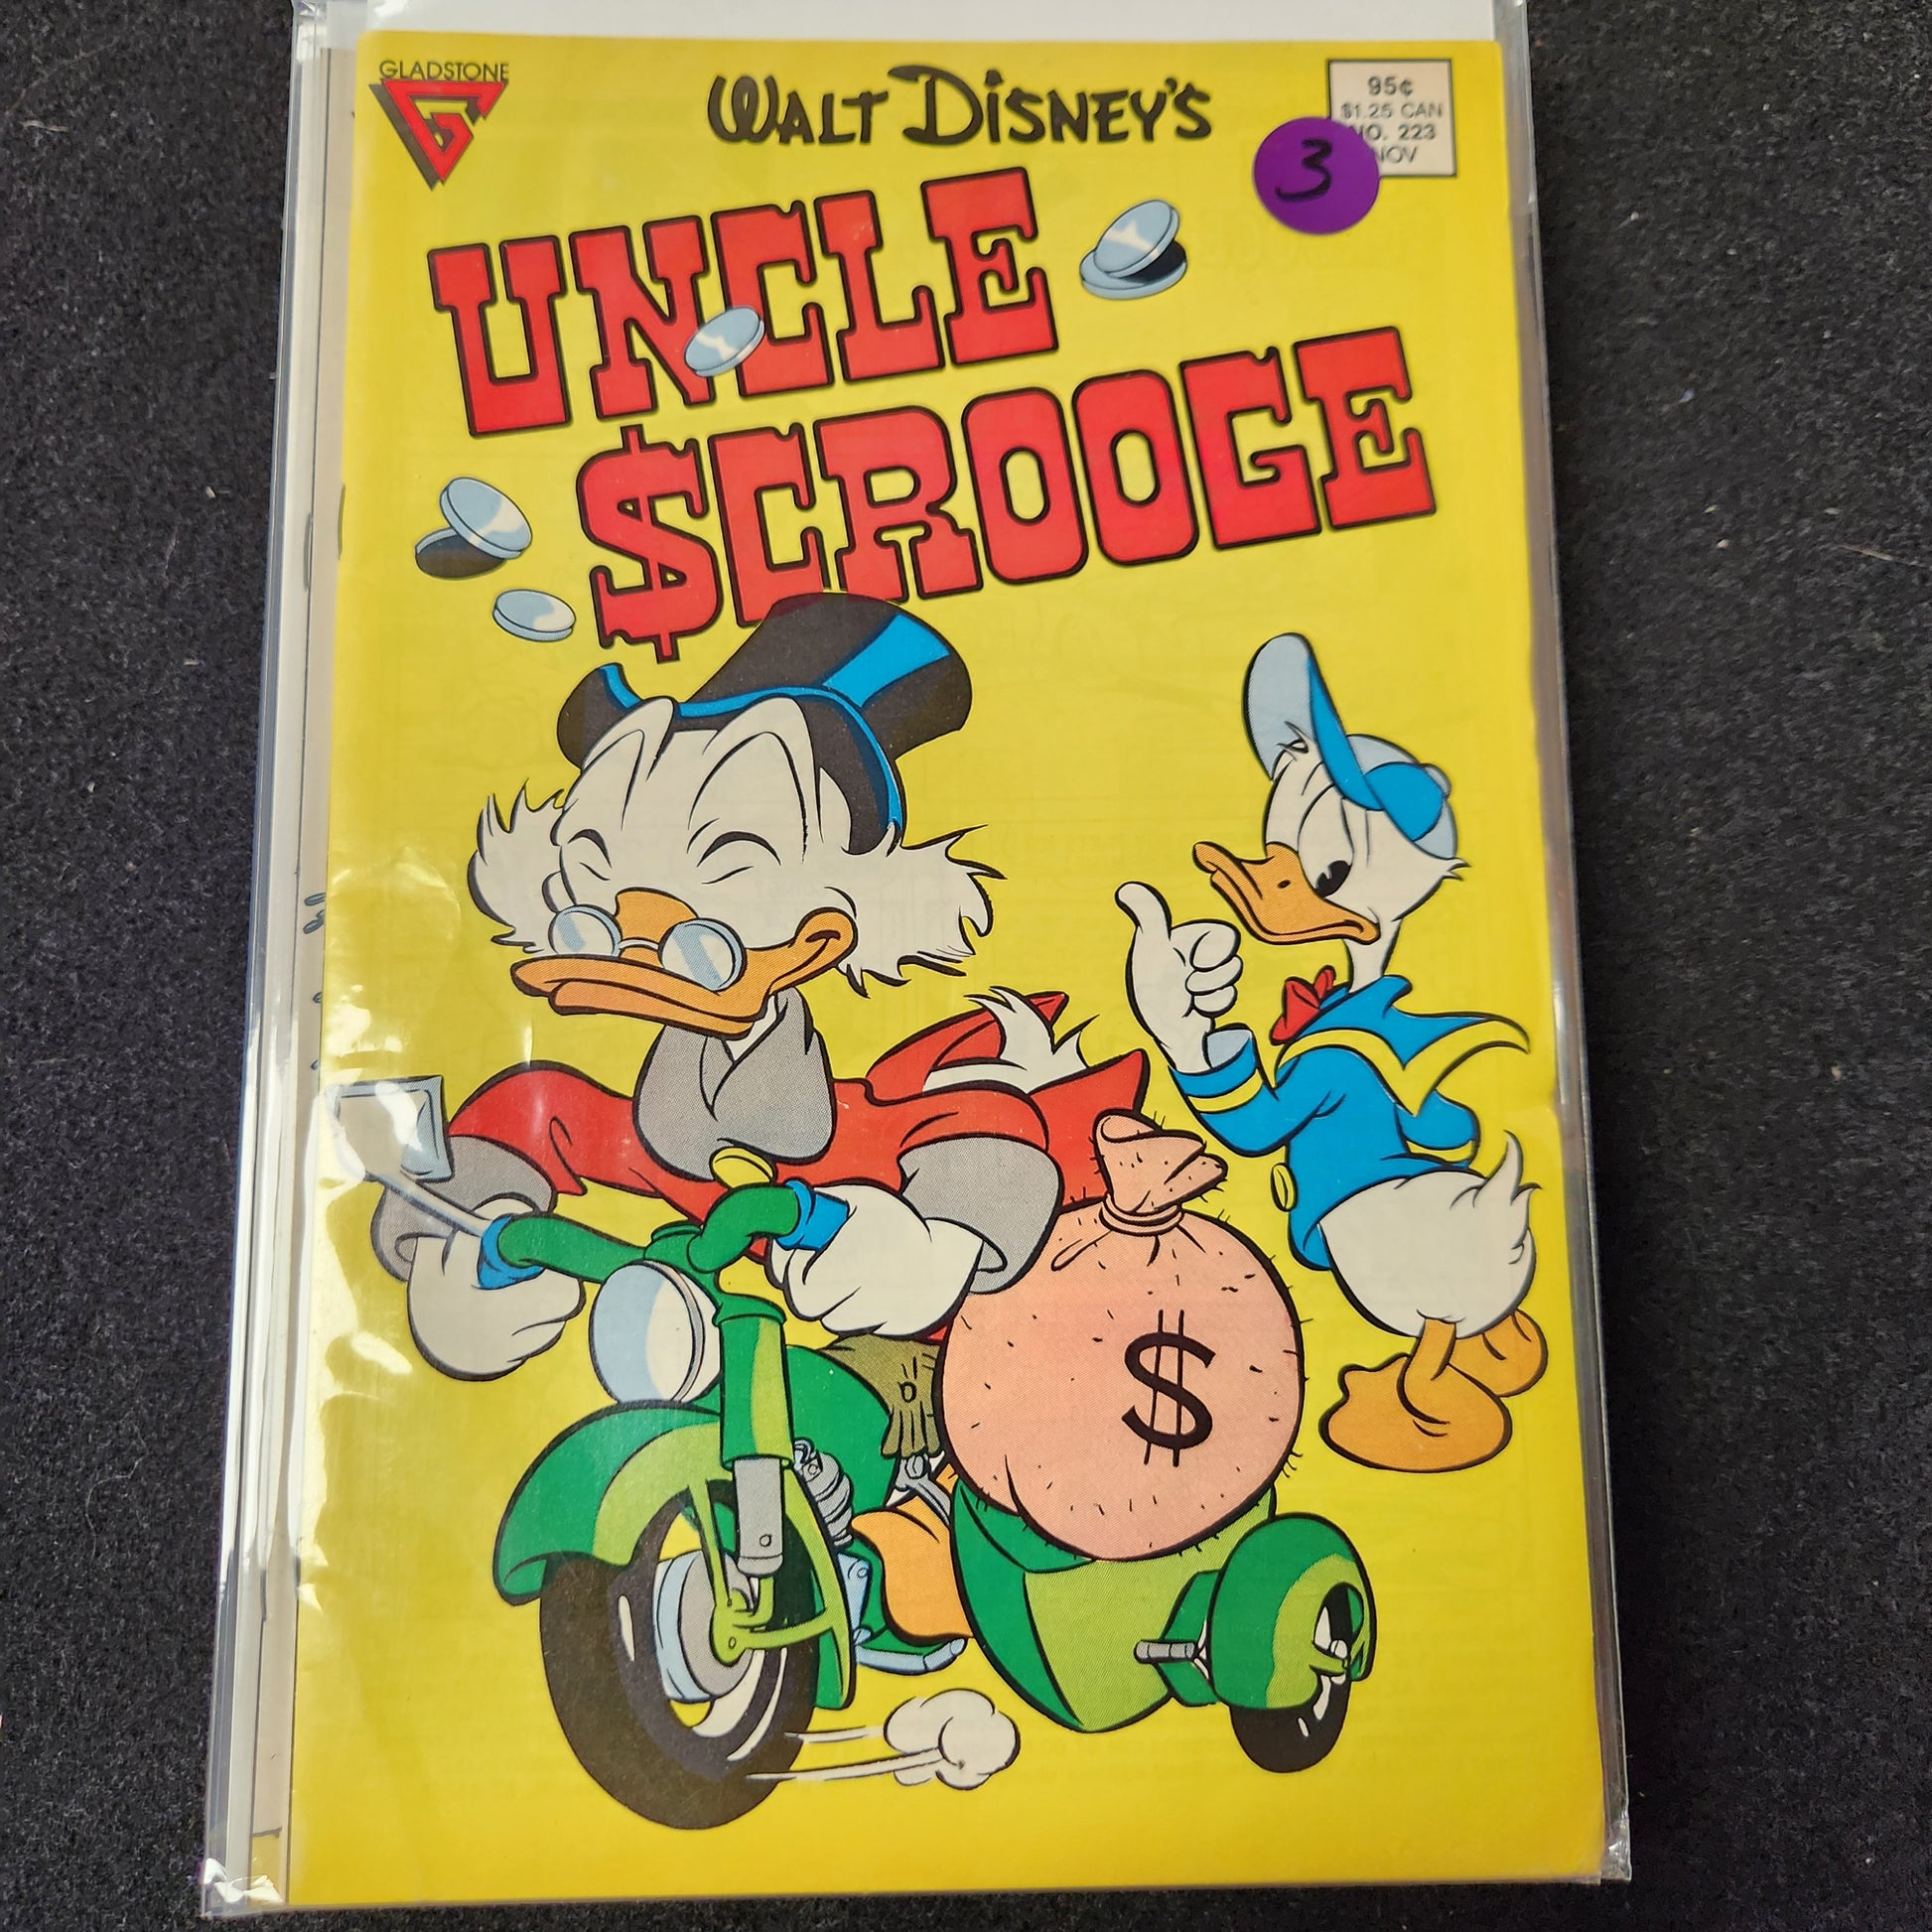 GLADSTONE
G
WALT DISNEY'S
95¢
$1.25 CAN
NO. 223
NOV
3
UNCLE
$CROOGE
$